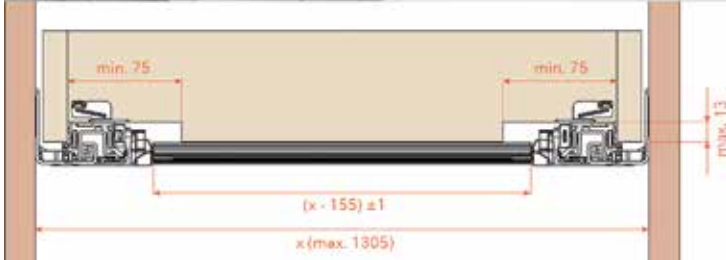 min. 75
min. 75
max. 13
(x - 155) ±1
x (max. 1305)